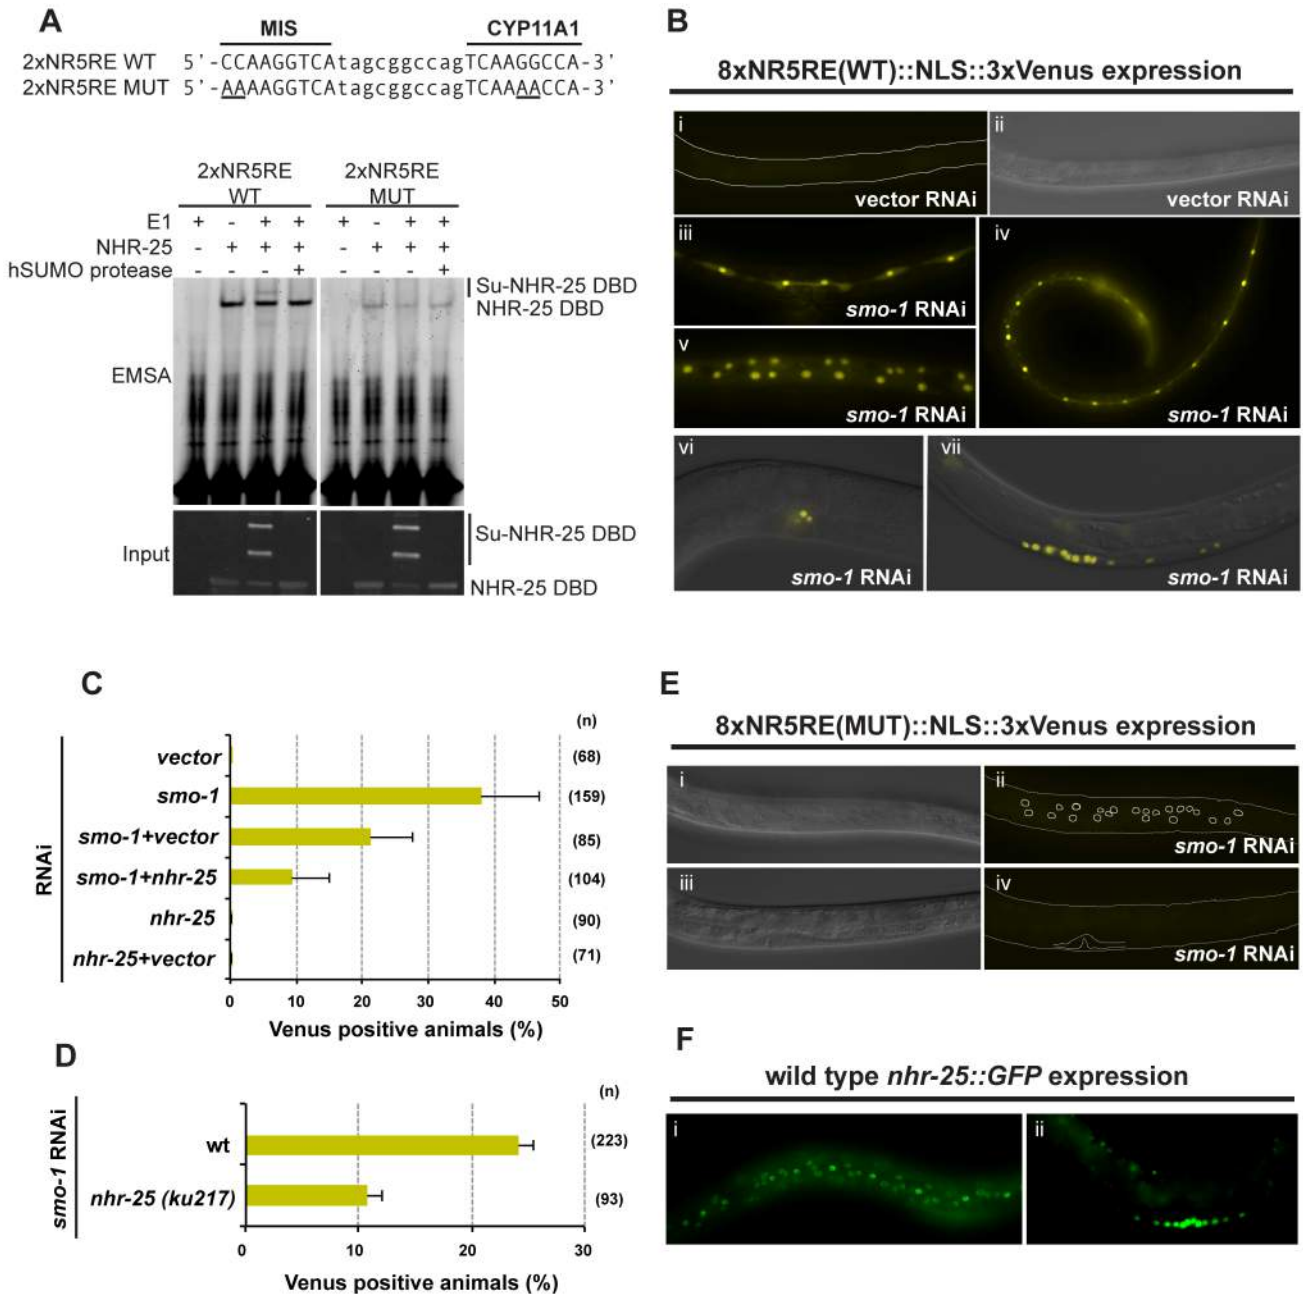 A
MIS CYP11A1
2xNR5RE WT 5'-CCAAGGTCAtagcggccagTCAAGGCCA-3'
2xNR5RE MUT 5'-AAAAGGTCAtagcggccagTCAAAACCA-3'
2xNR5RE WT 2xNR5RE MUT
E1 + - + + + - + +
NHR-25 - + + + - + + +
hSUMO protease - - - + - - - +
Su-NHR-25 DBD
NHR-25 DBD
EMSA
Input
Su-NHR-25 DBD
NHR-25 DBD
B
8xNR5RE(WT)::NLS::3xVenus expression
i vector RNAi
ii vector RNAi
iii smo-1 RNAi
iv smo-1 RNAi
v smo-1 RNAi
vi smo-1 RNAi
vii smo-1 RNAi
C
(n)
RNAi
vector (68)
smo-1 (159)
smo-1+vector (85)
smo-1+nhr-25 (104)
nhr-25 (90)
nhr-25+vector (71)
0 10 20 30 40 50
Venus positive animals (%)
D
(n)
smo-1 RNAi
wt (223)
nhr-25 (ku217) (93)
0 10 20 30
Venus positive animals (%)
E
8xNR5RE(MUT)::NLS::3xVenus expression
i
ii smo-1 RNAi
iii
iv smo-1 RNAi
F
wild type nhr-25::GFP expression
i ii